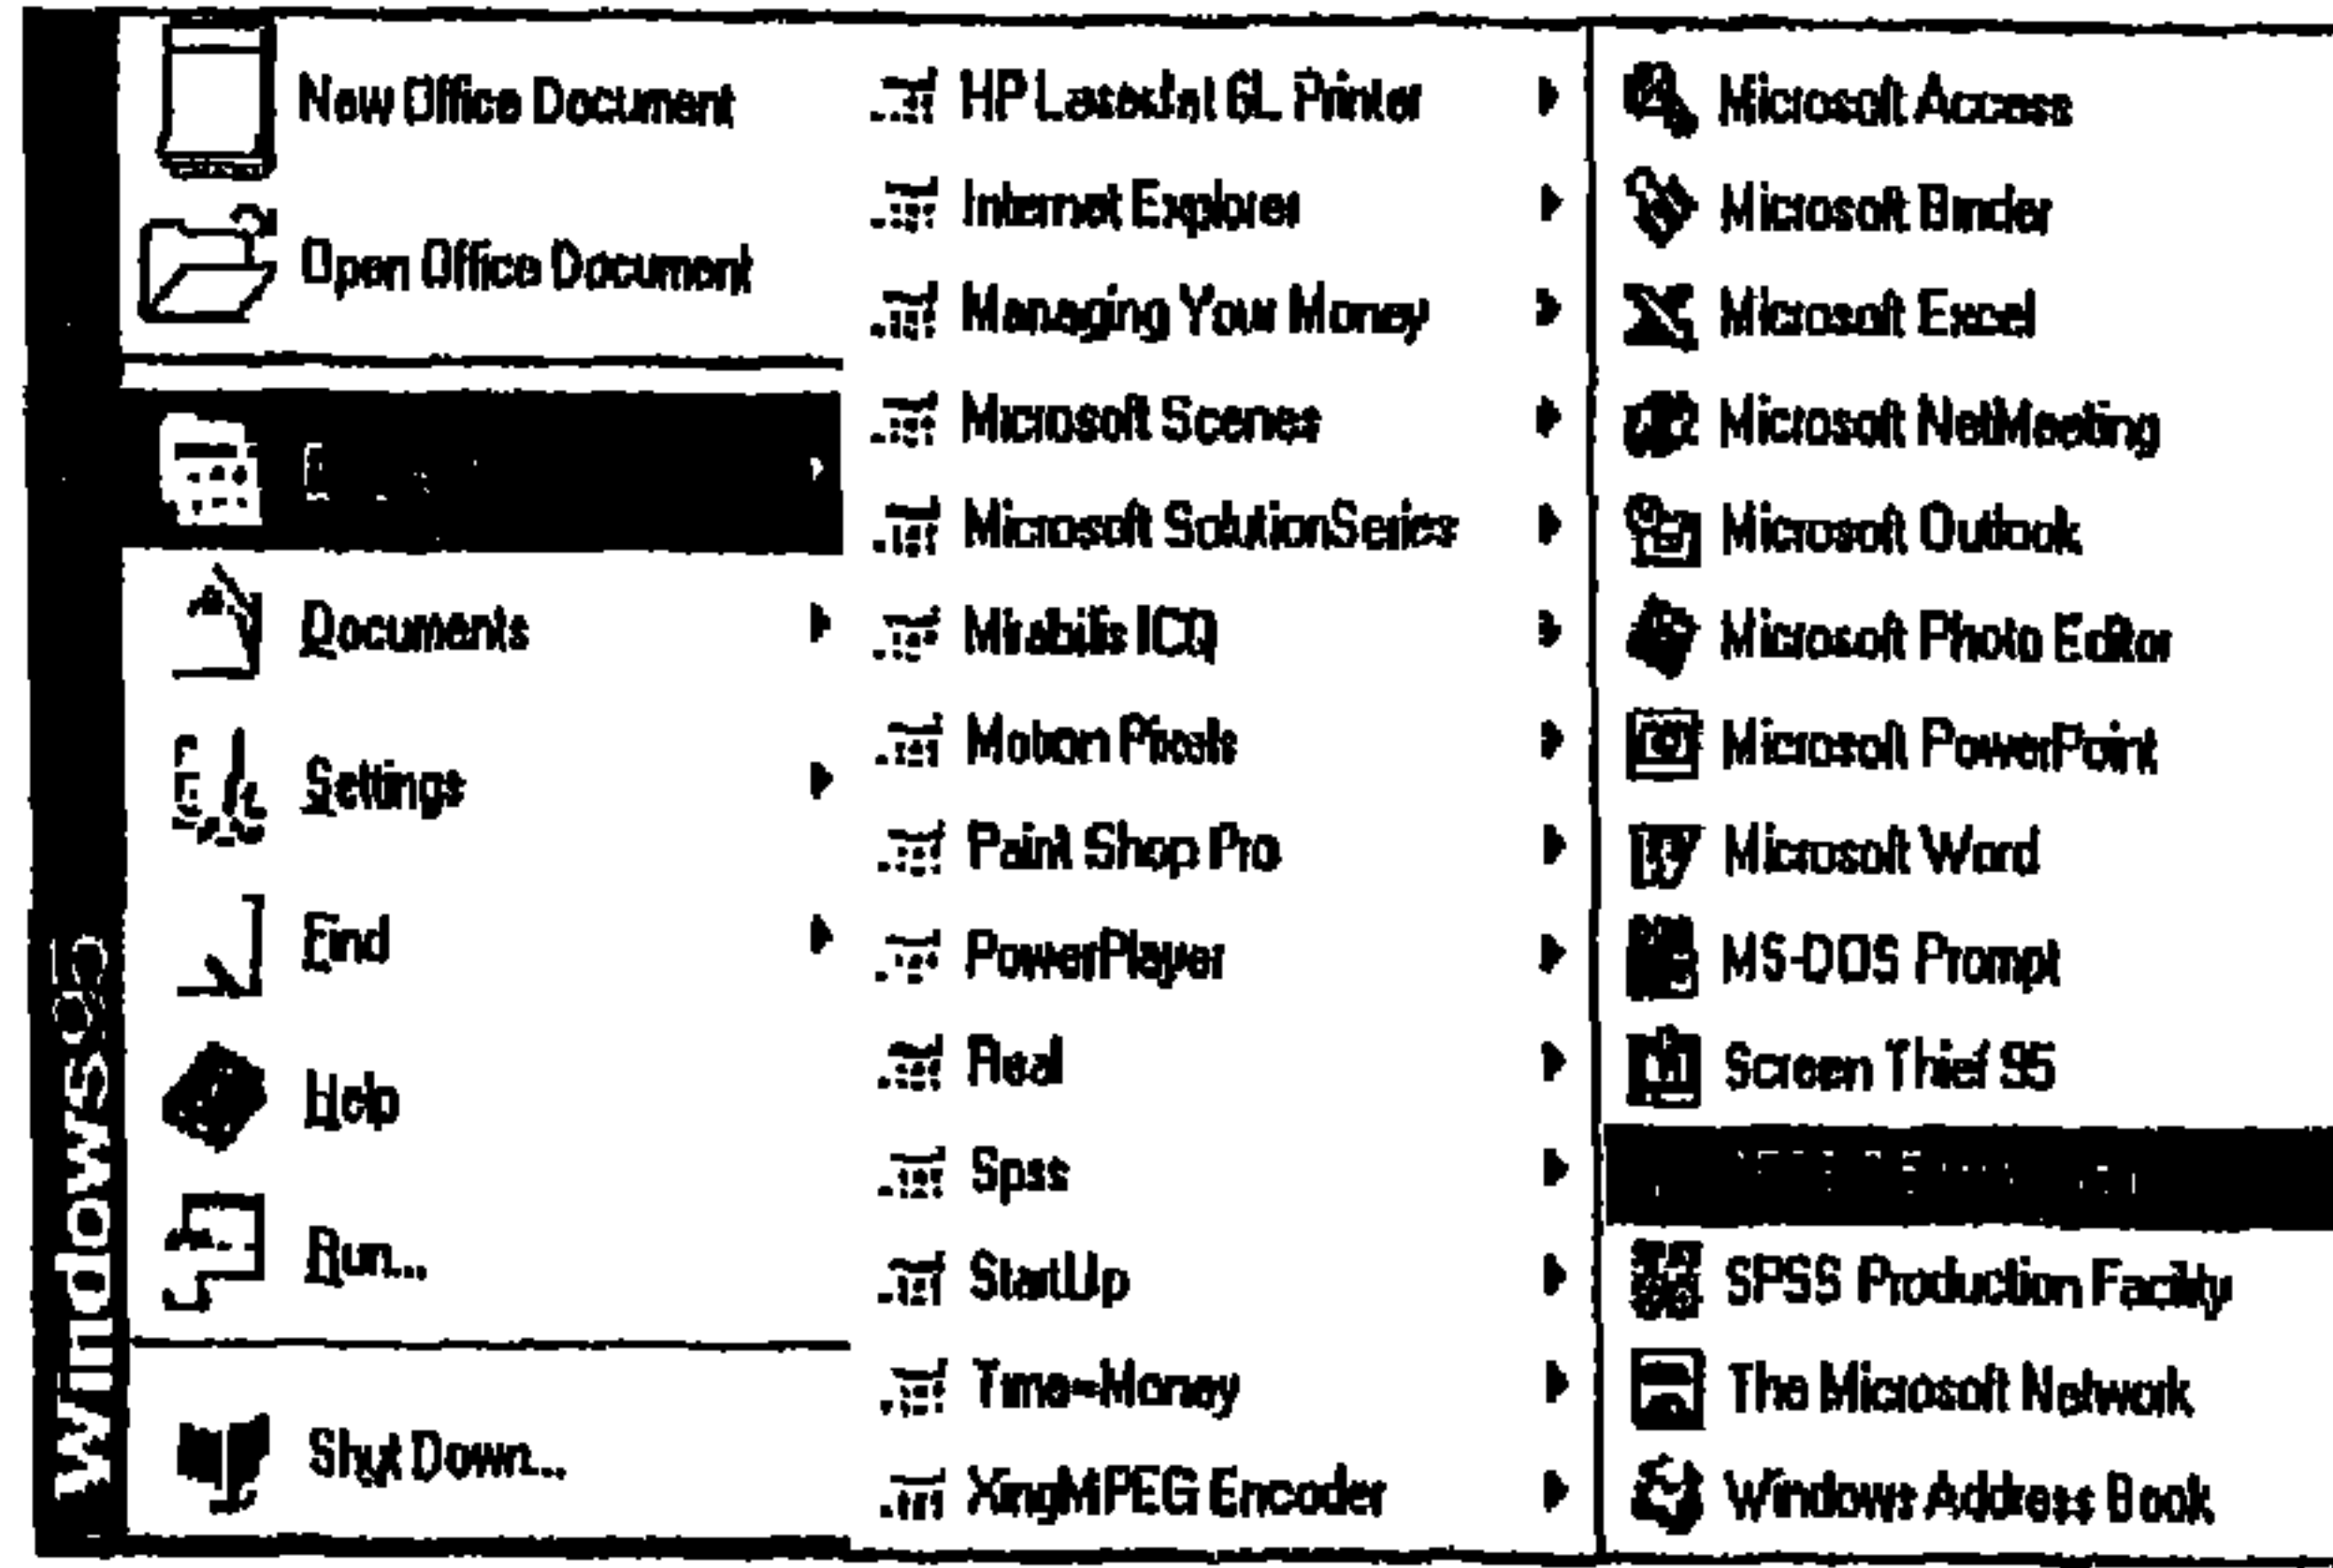 Windows95
New Office Document
Open Office Document
Documents
Settings
Find
Help
Run...
Shut Down...
HP LaserJet 6L Printer
Internet Explorer
Managing Your Money
Microsoft Scenes
Microsoft SolutionSeries
Mirabilis ICQ
Motion Pixels
Paint Shop Pro
PowerPlayer
Real
Spss
StartUp
Time=Money
XingMPEG Encoder
Microsoft Access
Microsoft Binder
Microsoft Excel
Microsoft NetMeeting
Microsoft Outlook
Microsoft Photo Editor
Microsoft PowerPoint
Microsoft Word
MS-DOS Prompt
Screen Thief 95
SPSS Production Facility
The Microsoft Network
Windows Address Book